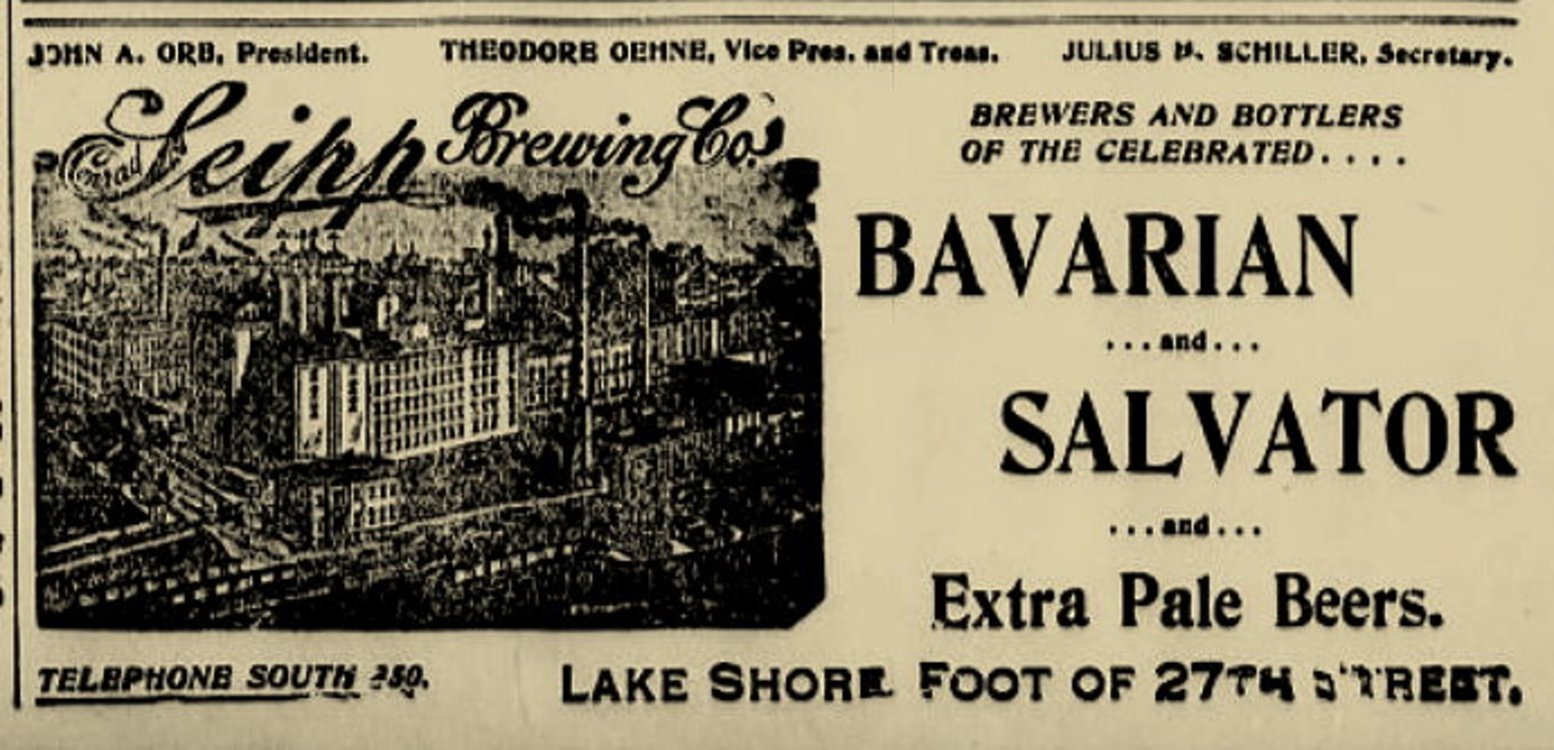 JOHN A. ORB, President. THEODORE OEHNE, Vice Pres. and Treas. JULIUS SCHILLER, Secretary.
Conrad Seipp Brewing Co.
BREWERS AND BOTTLERS
OF THE CELEBRATED....
BAVARIAN
...and...
SALVATOR
...and...
Extra Pale Beers.
TELEPHONE SOUTH
LAKE SHORE FOOT OF 27TH STREET.